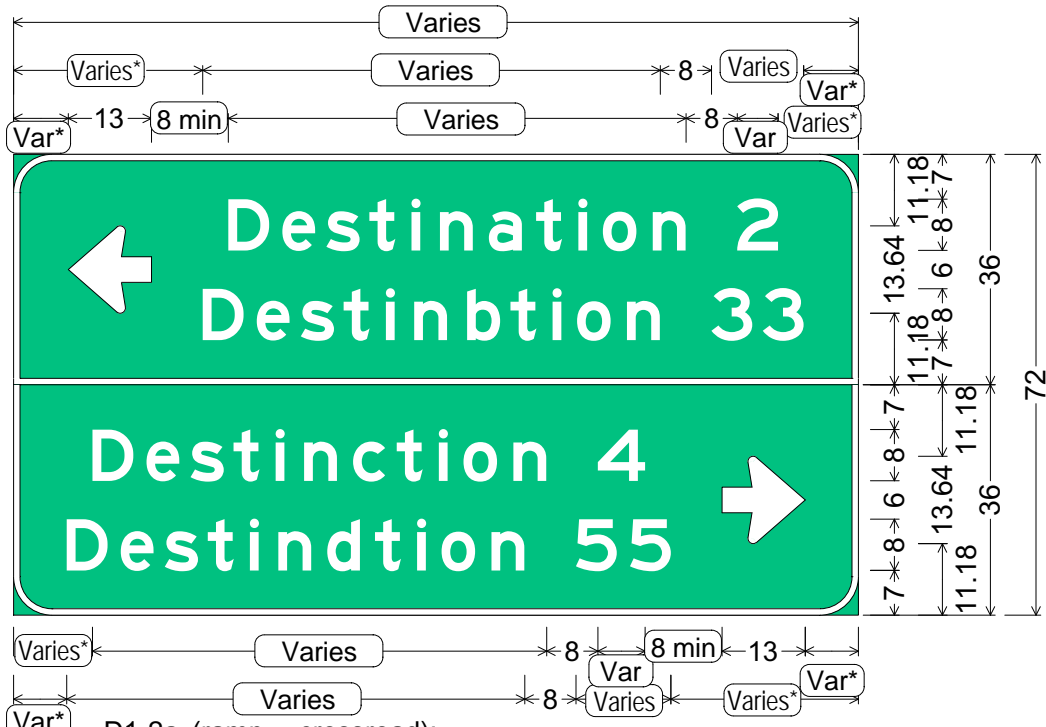 Varies
Varies* Varies 8 Varies Var*
Var* 13 8 min Varies 8 Var Varies*
Destination 2
Destinbtion 33
Destinction 4
Destindtion 55
11.18 13.64 11.18
7 8 6 8 7
36
72
7 8 6 8 7
11.18 13.64 11.18
36
Varies* Varies 8 Var 8 min 13 Var*
Var* Varies 8 Varies Varies*